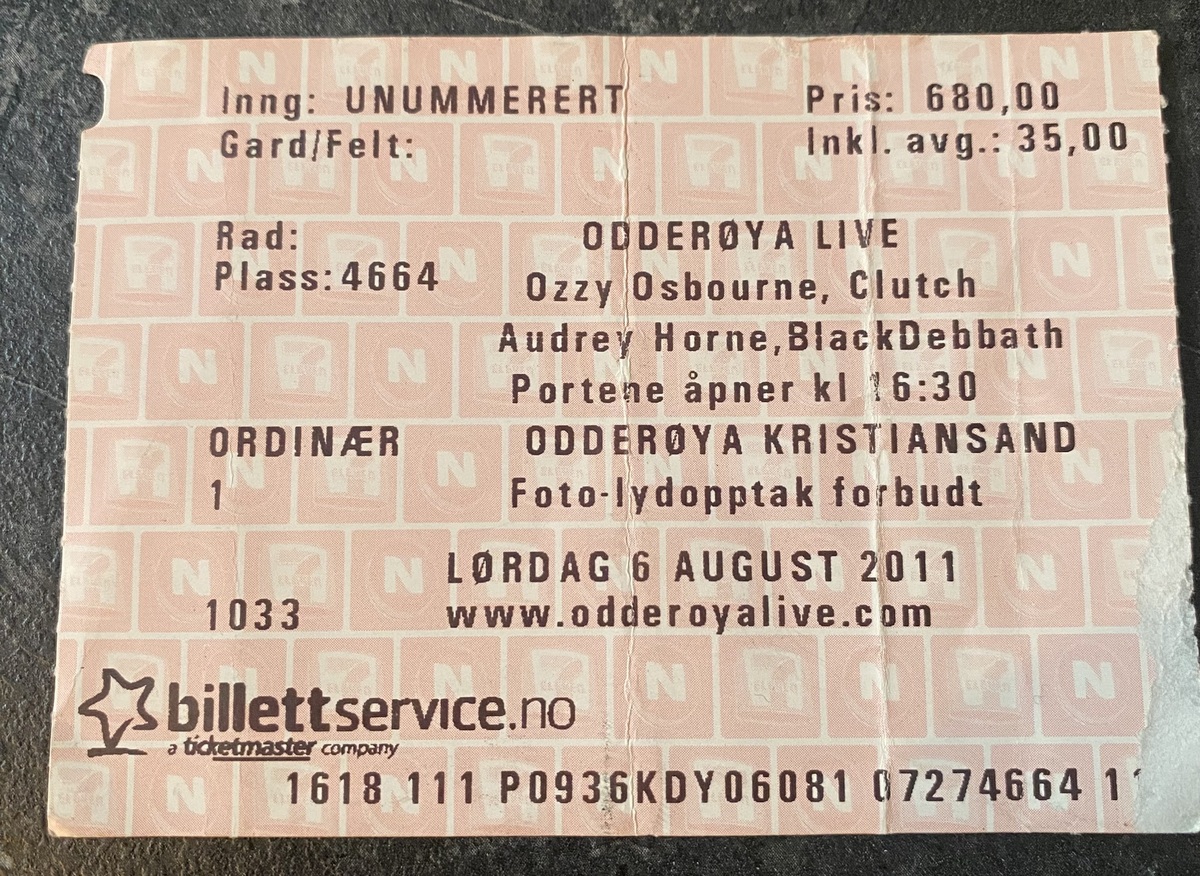 Inng: UNUMMERERT
Pris: 680,00
Gard/Felt:
Inkl. avg.: 35,00
Rad:
Plass:4664
ODDERØYA LIVE
Ozzy Osbourne, Clutch
Audrey Horne,BlackDebbath
Portene åpner kl 16:30
ORDINÆR
ODDERØYA KRISTIANSAND
1
Foto-lydopptak forbudt
LØRDAG 6 AUGUST 2011
1033
www.odderoyalive.com
billettservice.no
a ticketmaster company
1618 111 P0936KDY06081 07274664 1